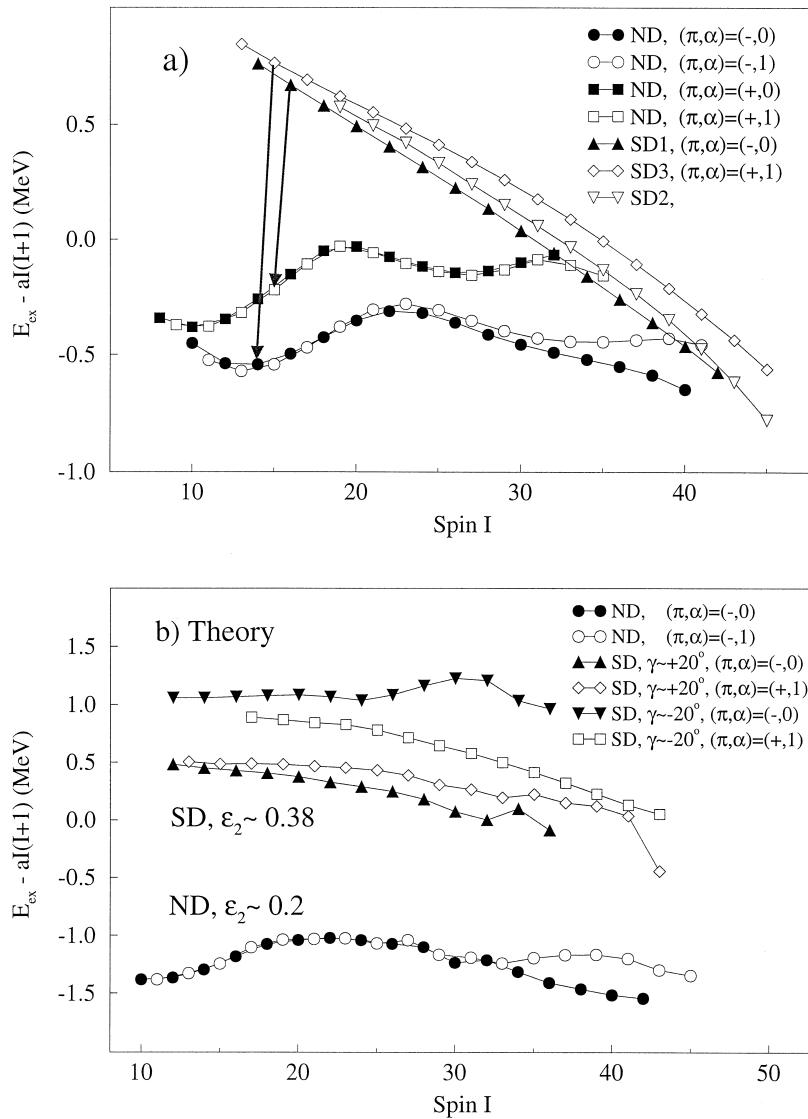 a)
ND, (π,α)=(-,0)
ND, (π,α)=(-,1)
ND, (π,α)=(+,0)
ND, (π,α)=(+,1)
SD1, (π,α)=(-,0)
SD3, (π,α)=(+,1)
SD2,
0.5
0.0
-0.5
-1.0
E_ex - aI(I+1) (MeV)
10 20 30 40
Spin I
b) Theory
ND, (π,α)=(-,0)
ND, (π,α)=(-,1)
SD, γ~+20°, (π,α)=(-,0)
SD, γ~+20°, (π,α)=(+,1)
SD, γ~-20°, (π,α)=(-,0)
SD, γ~-20°, (π,α)=(+,1)
1.5
1.0
0.5
0.0
-0.5
-1.0
-1.5
E_ex - aI(I+1) (MeV)
SD, ε₂~ 0.38
ND, ε₂~ 0.2
10 20 30 40 50
Spin I